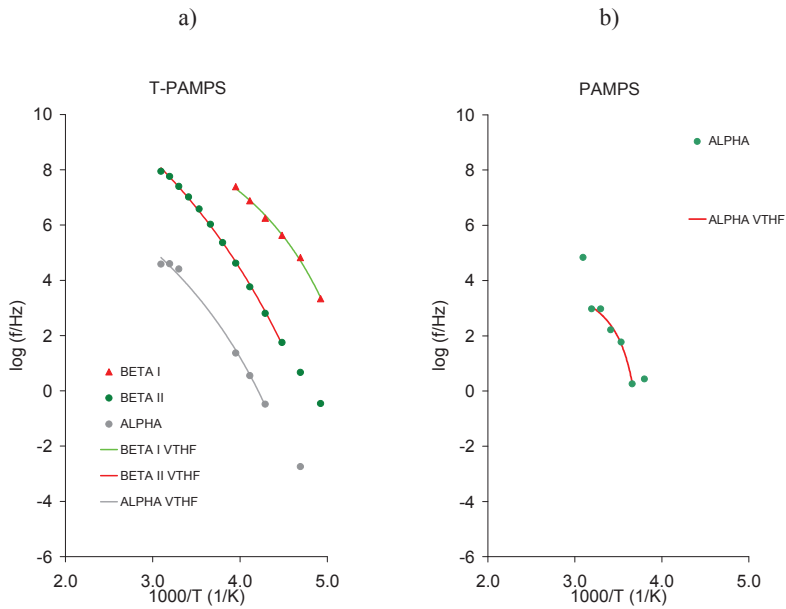 a)
b)
T-PAMPS
PAMPS
10
8
6
4
2
0
-2
-4
-6
log (f/Hz)
BETA I
BETA II
ALPHA
BETA I VTHF
BETA II VTHF
ALPHA VTHF
2.0
3.0
4.0
5.0
1000/T (1/K)
10
8
6
4
2
0
-2
-4
-6
log (f/Hz)
ALPHA
ALPHA VTHF
2.0
3.0
4.0
5.0
1000/T (1/K)